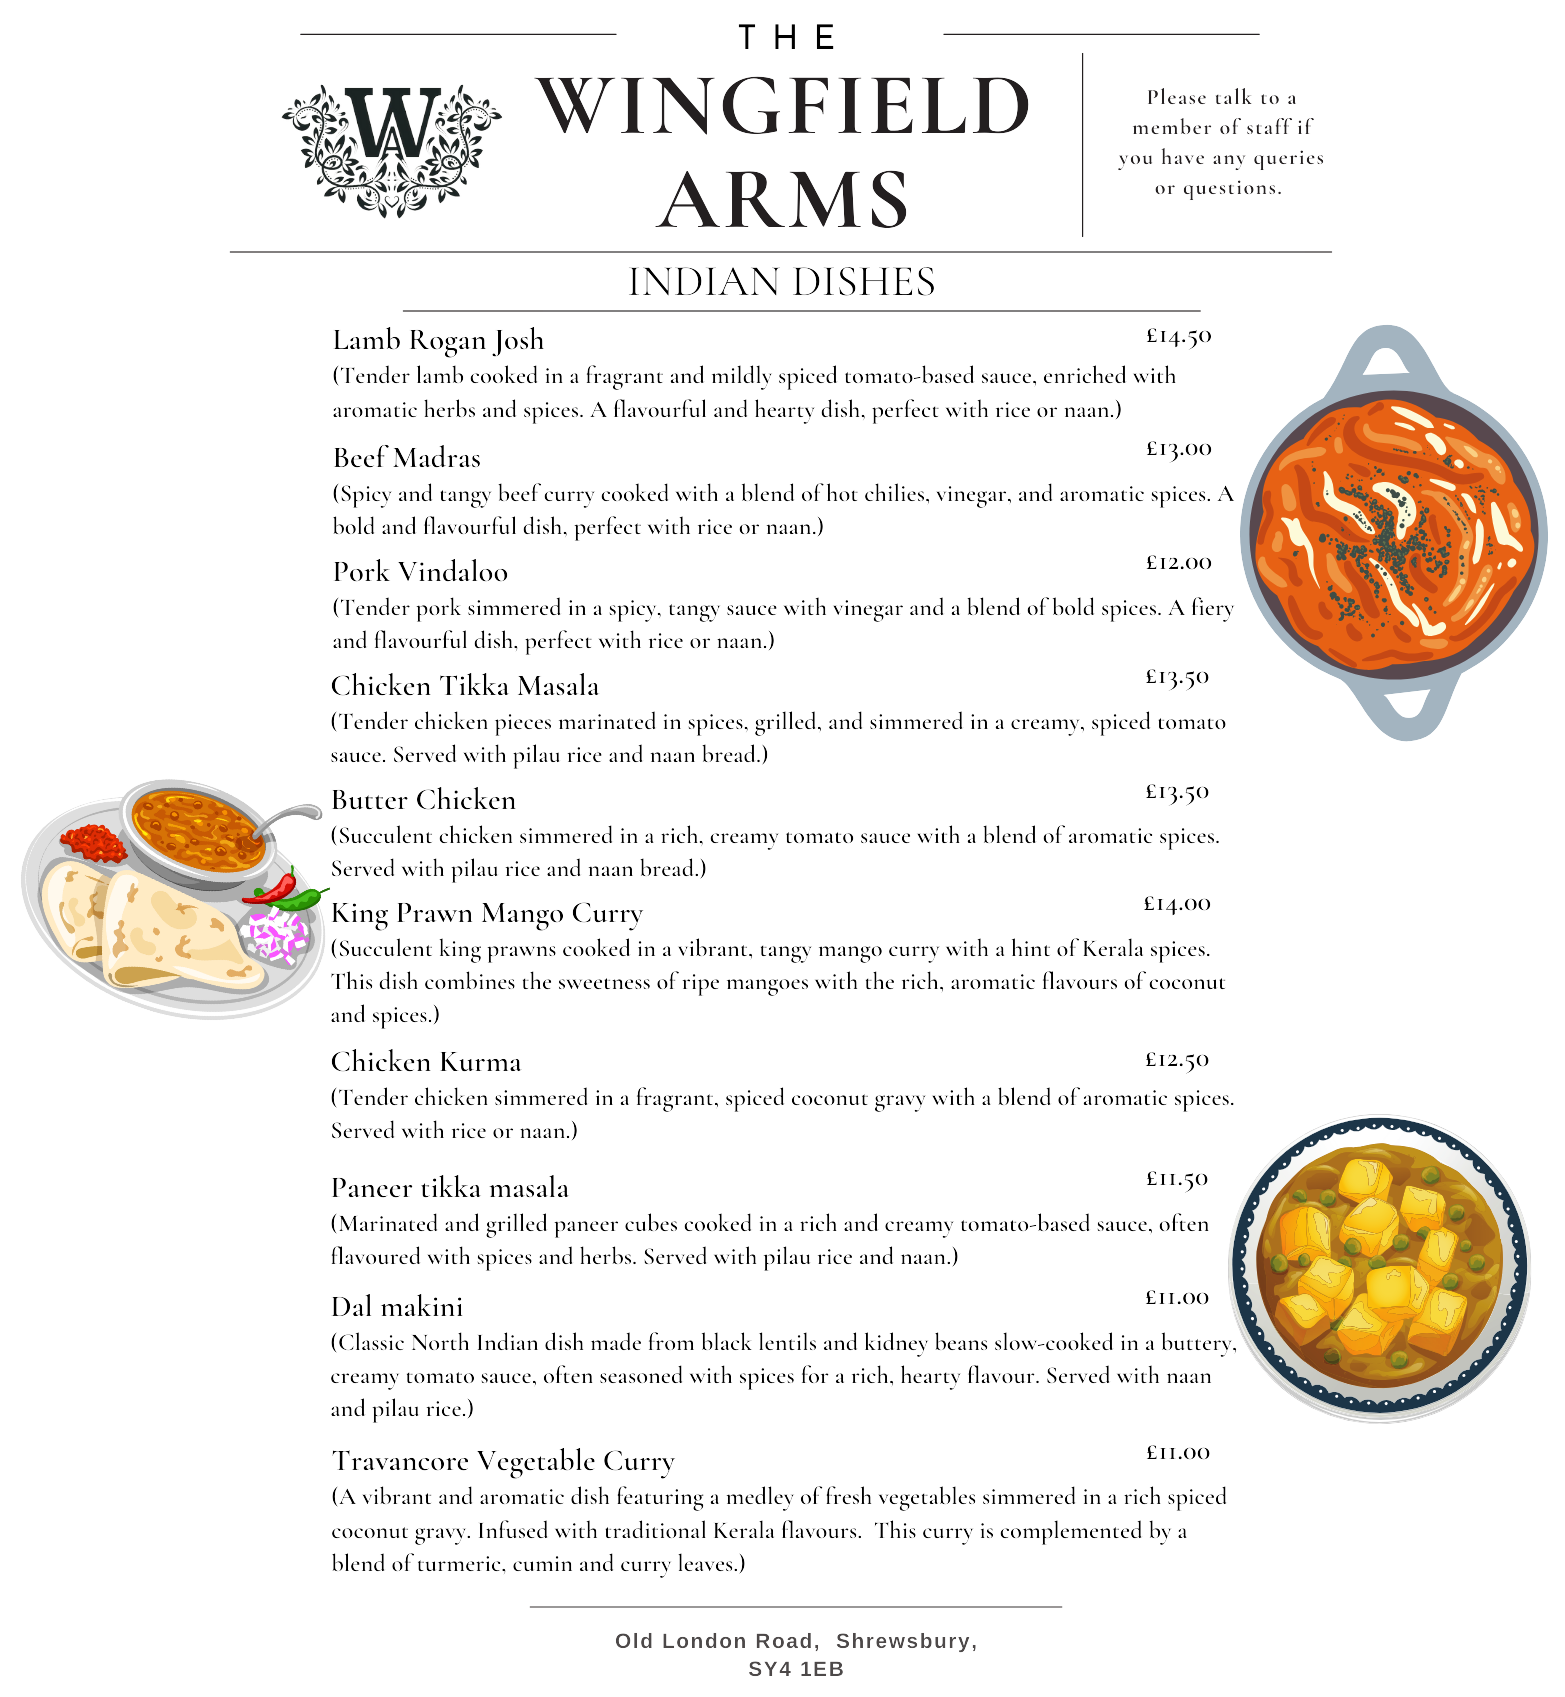 THE
WINGFIELD
ARMS
WA
Please talk to a
member of staff if
you have any queries
or questions.
INDIAN DISHES
Lamb Rogan Josh £14.50
(Tender lamb cooked in a fragrant and mildly spiced tomato-based sauce, enriched with
aromatic herbs and spices. A flavourful and hearty dish, perfect with rice or naan.)
Beef Madras £13.00
(Spicy and tangy beef curry cooked with a blend of hot chilies, vinegar, and aromatic spices. A
bold and flavourful dish, perfect with rice or naan.)
Pork Vindaloo £12.00
(Tender pork simmered in a spicy, tangy sauce with vinegar and a blend of bold spices. A fiery
and flavourful dish, perfect with rice or naan.)
Chicken Tikka Masala £13.50
(Tender chicken pieces marinated in spices, grilled, and simmered in a creamy, spiced tomato
sauce. Served with pilau rice and naan bread.)
Butter Chicken £13.50
(Succulent chicken simmered in a rich, creamy tomato sauce with a blend of aromatic spices.
Served with pilau rice and naan bread.)
King Prawn Mango Curry £14.00
(Succulent king prawns cooked in a vibrant, tangy mango curry with a hint of Kerala spices.
This dish combines the sweetness of ripe mangoes with the rich, aromatic flavours of coconut
and spices.)
Chicken Kurma £12.50
(Tender chicken simmered in a fragrant, spiced coconut gravy with a blend of aromatic spices.
Served with rice or naan.)
Paneer tikka masala £11.50
(Marinated and grilled paneer cubes cooked in a rich and creamy tomato-based sauce, often
flavoured with spices and herbs. Served with pilau rice and naan.)
Dal makini £11.00
(Classic North Indian dish made from black lentils and kidney beans slow-cooked in a buttery,
creamy tomato sauce, often seasoned with spices for a rich, hearty flavour. Served with naan
and pilau rice.)
Travancore Vegetable Curry £11.00
(A vibrant and aromatic dish featuring a medley of fresh vegetables simmered in a rich spiced
coconut gravy. Infused with traditional Kerala flavours. This curry is complemented by a
blend of turmeric, cumin and curry leaves.)
Old London Road, Shrewsbury,
SY4 1EB